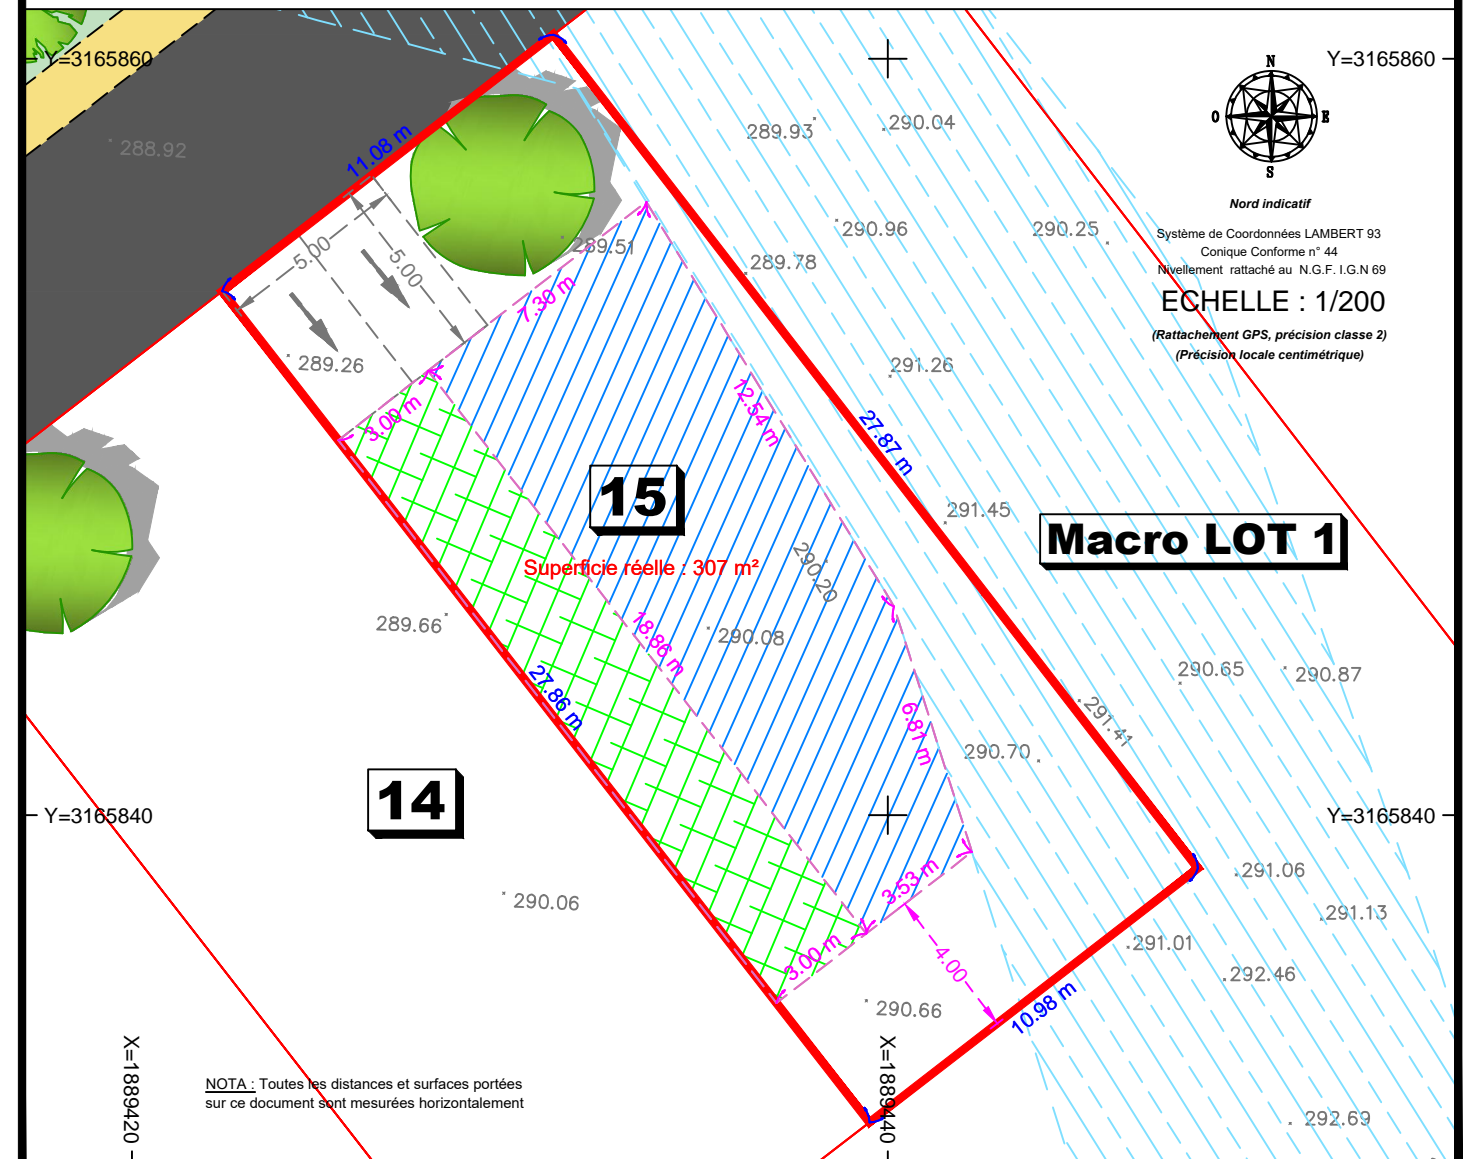 Y=3165860
Y=3165860
N
O
E
S
288.92
11.08 m
289.93
290.04
Nord indicatif
290.96
290.25
Système de Coordonnées LAMBERT 93
Conique Conforme n° 44
Nivellement rattaché au N.G.F. I.G.N 69
ECHELLE : 1/200
(Rattachement GPS, précision classe 2)
(Précision locale centimétrique)
289.51
289.78
5.00
5.00
7.30 m
289.26
291.26
3.00 m
12.54 m
27.87 m
15
291.45
Macro LOT 1
Superficie réelle : 307 m²
290.20
289.66
18.86 m
290.08
290.65
290.87
27.86 m
6.81 m
291.41
290.70
14
Y=3165840
Y=3165840
3.53 m
291.06
290.06
291.13
3.00 m
4.00
291.01
292.46
290.66
10.98 m
X=1889420
X=1889440
NOTA : Toutes les distances et surfaces portées
sur ce document sont mesurées horizontalement
292.69